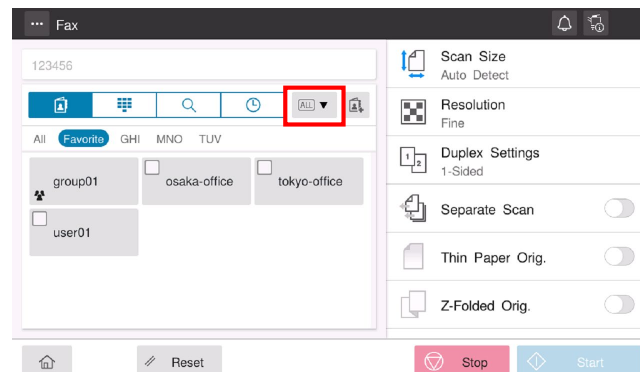 Fax
123456
ALL ▼
All Favorite GHI MNO TUV
group01 osaka-office tokyo-office
user01
Scan Size
Auto Detect
Resolution
Fine
Duplex Settings
1-Sided
Separate Scan
Thin Paper Orig.
Z-Folded Orig.
Reset Stop Start